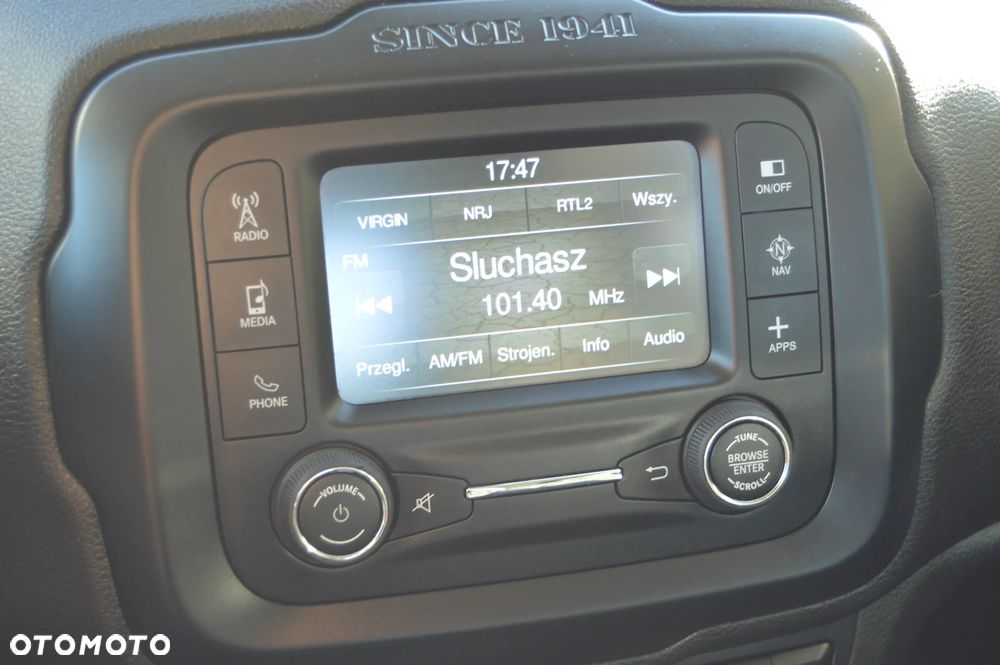 SINCE 1941
17:47
VIRGIN NRJ RTL2 Wszy.
FM
Sluchasz
101.40 MHz
Przegl. AM/FM Strojen. Info Audio
RADIO
MEDIA
PHONE
ON/OFF
N
NAV
APPS
VOLUME
TUNE
BROWSE
ENTER
SCROLL
OTOMOTO